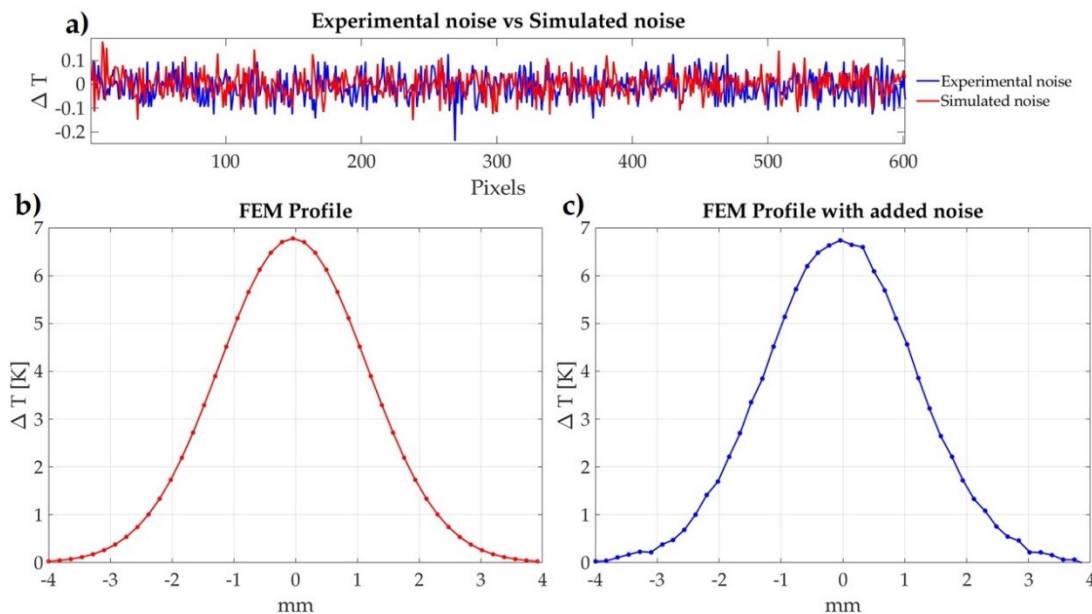 a) Experimental noise vs Simulated noise
0.1
0
-0.1
-0.2
Δ T
100 200 300 400 500 600
Pixels
Experimental noise
Simulated noise
b) FEM Profile
7
6
5
4
3
2
1
0
Δ T [K]
-4 -3 -2 -1 0 1 2 3 4
mm
c) FEM Profile with added noise
7
6
5
4
3
2
1
0
Δ T [K]
-4 -3 -2 -1 0 1 2 3 4
mm